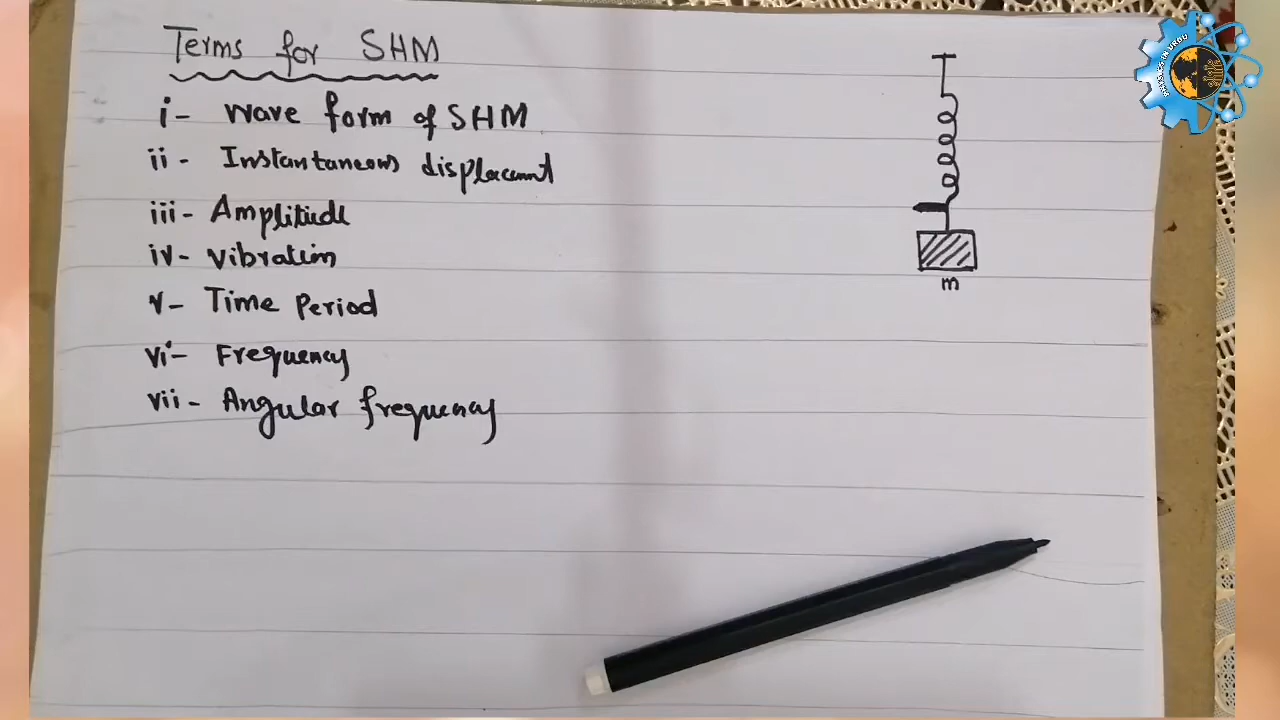 Terms for SHM
i- Wave form of SHM
ii- Instantaneous displacemnt
iii- Amplitude
iv- Vibration
v- Time Period
vi- Frequency
vii- Angular frequency
m